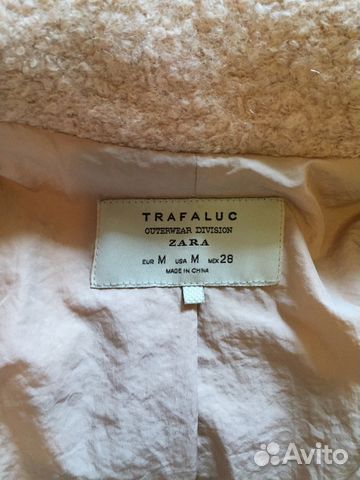 TRAFALUC
OUTERWEAR DIVISION
ZARA
EUR M USA M MEX 28
MADE IN CHINA
Avito